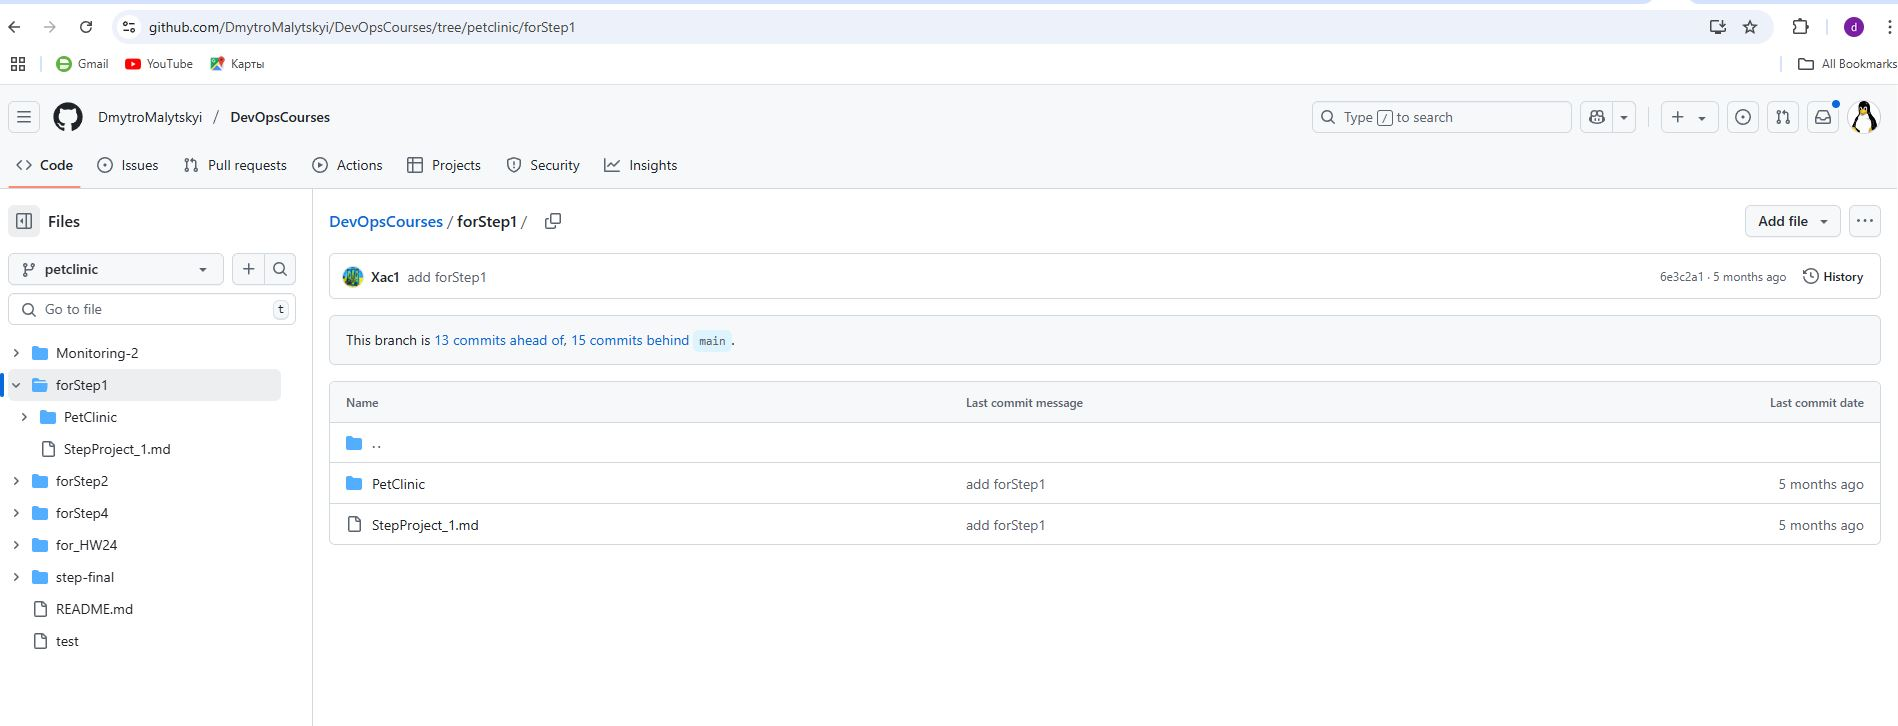 github.com/DmytroMalytskyi/DevOpsCourses/tree/petclinic/forStep1
d
Gmail YouTube Карты All Bookmarks
DmytroMalytskyi / DevOpsCourses Type / to search
Code Issues Pull requests Actions Projects Security Insights
Files
petclinic
Go to file t
Monitoring-2
forStep1
PetClinic
StepProject_1.md
forStep2
forStep4
for_HW24
step-final
README.md
test
DevOpsCourses / forStep1 / Add file
Xac1 add forStep1 6e3c2a1 · 5 months ago History
This branch is 13 commits ahead of, 15 commits behind main .
Name Last commit message Last commit date
..
PetClinic add forStep1 5 months ago
StepProject_1.md add forStep1 5 months ago